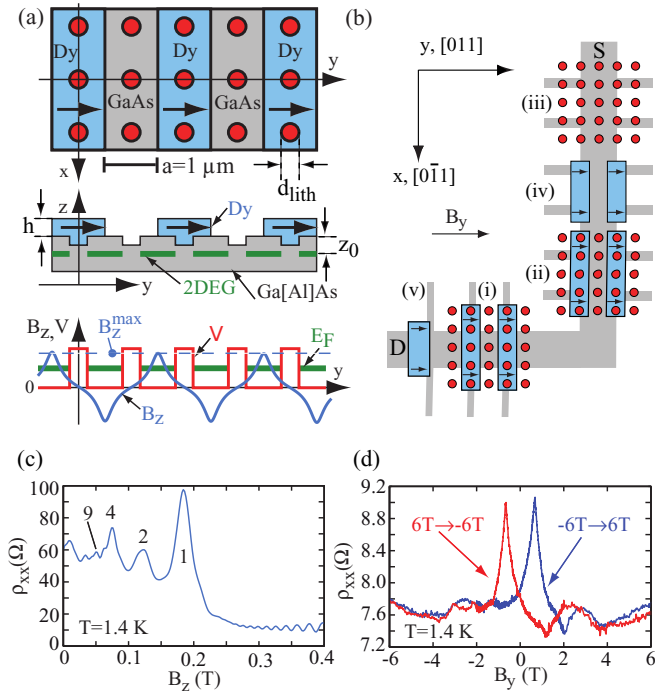 (a)
Dy Dy Dy
y
GaAs GaAs
x
a=1 µm
d_lith
z
h
Dy
z_0
y
2DEG
Ga[Al]As
B_z,V
B_z^max
V
E_F
0
y
B_z
(b)
y, [011]
S
(iii)
x, [01̄1]
(iv)
B_y
(ii)
(v)
(i)
D
(c)
100
80
60
40
20
0
ρ_xx(Ω)
9
4
2
1
T=1.4 K
0 0.1 0.2 0.3 0.4
B_z (T)
(d)
9.2
8.8
8.4
8.0
7.6
7.2
ρ_xx(Ω)
6T→-6T
-6T→6T
T=1.4 K
-6 -4 -2 0 2 4 6
B_y (T)